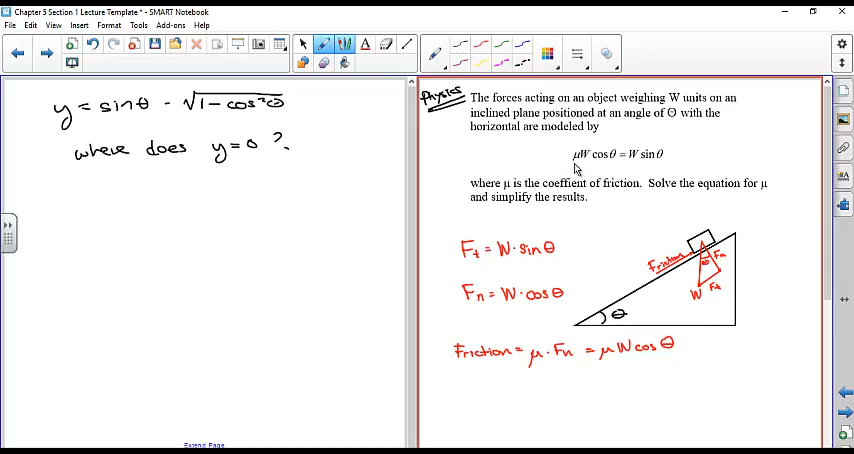 Chapter 5 Section 1 Lecture Template * - SMART Notebook
File Edit View Insert Format Tools Add-ons Help
y = sinθ - √1 - cos²θ
where does y = 0 ?
Physics
The forces acting on an object weighing W units on an
inclined plane positioned at an angle of Θ with the
horizontal are modeled by
μW cos θ = W sin θ
where μ is the coeffient of friction. Solve the equation for μ
and simplify the results.
Ft = W · sin θ
Fn = W · cos θ
Friction = μ · Fn = μ W cos θ
Friction
θ
Fn
W
Ft
θ
Extend Page